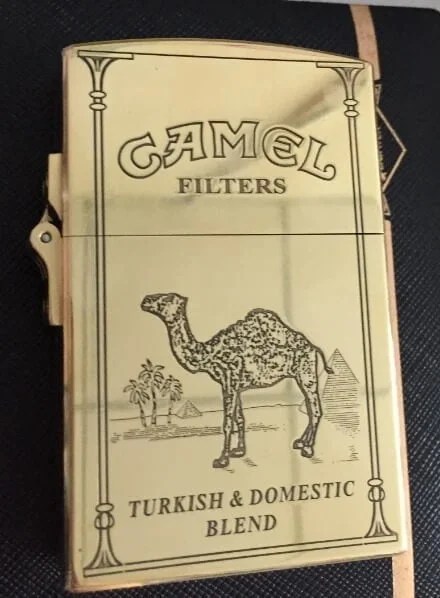 CAMEL
FILTERS
TURKISH & DOMESTIC
BLEND